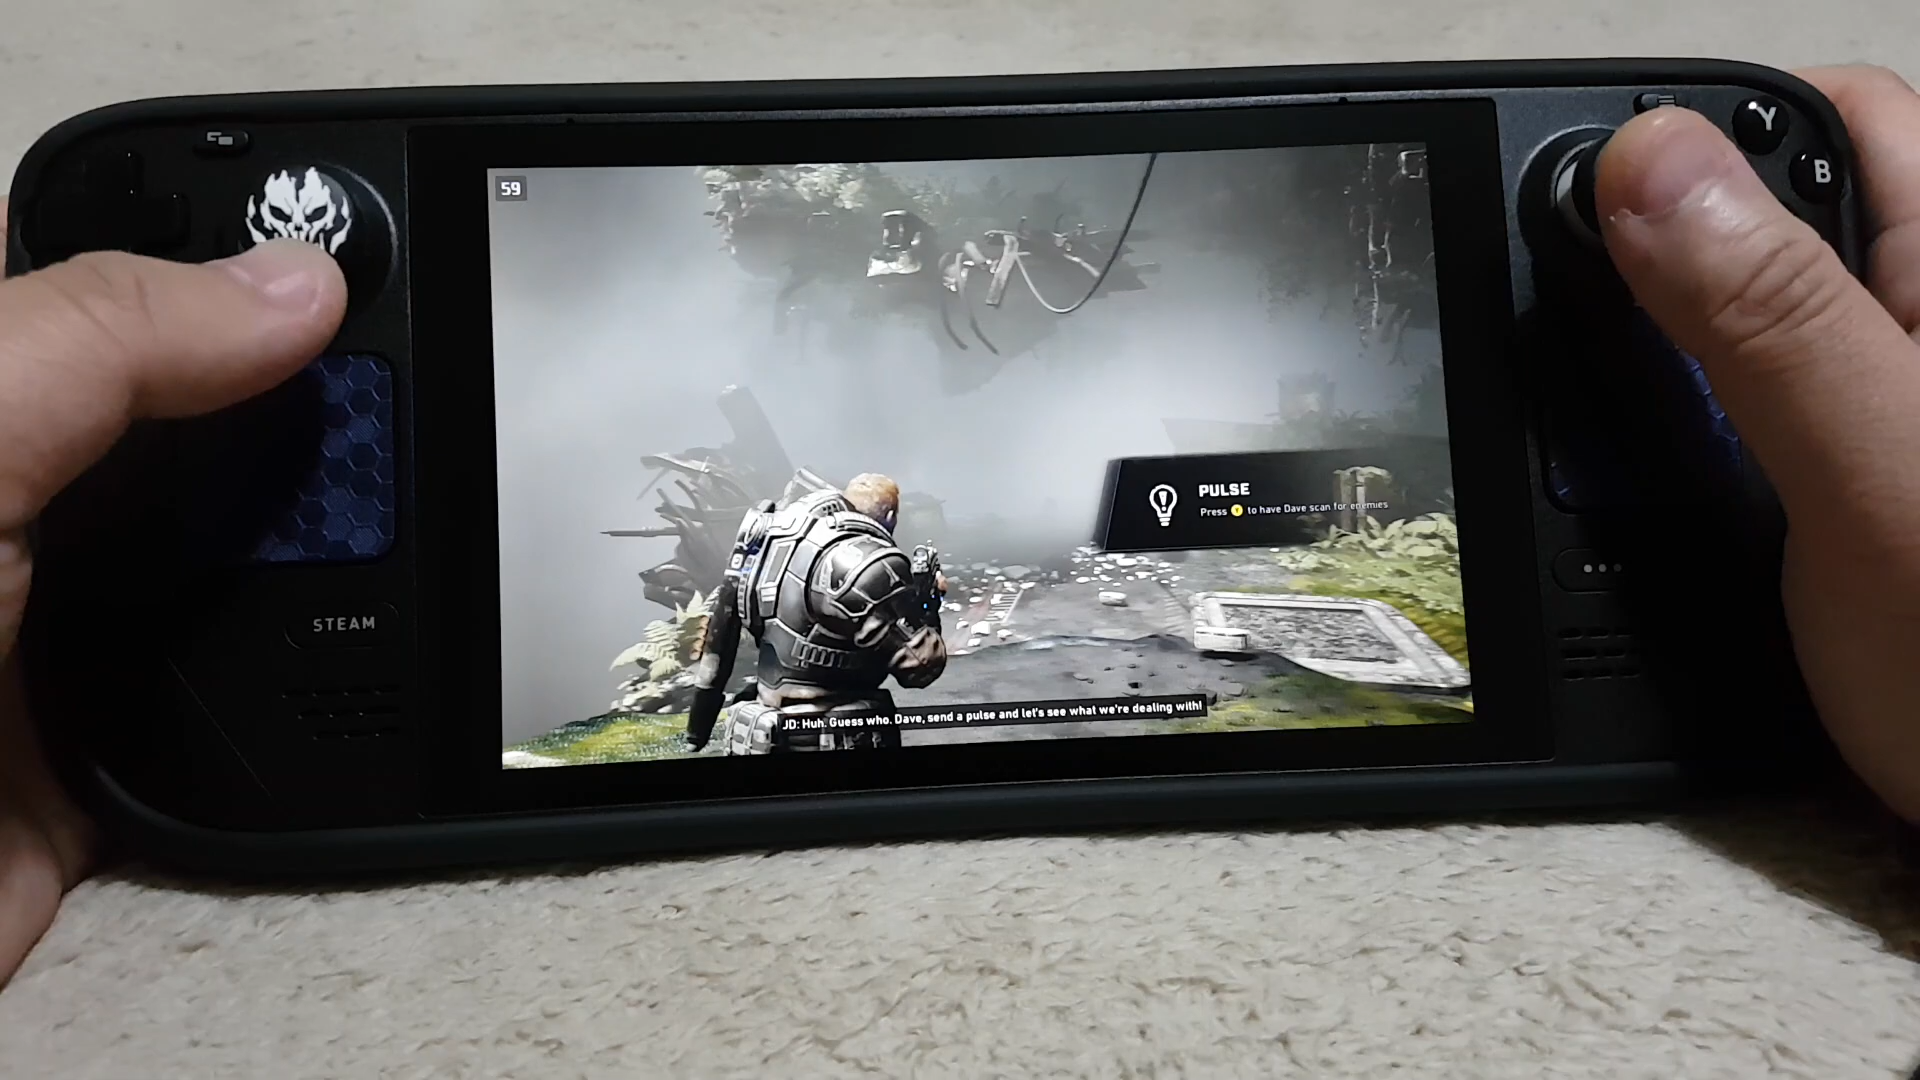 59
Y
B
PULSE
Press Y to have Dave scan for enemies
STEAM
JD: Huh. Guess who. Dave, send a pulse and let's see what we're dealing with!